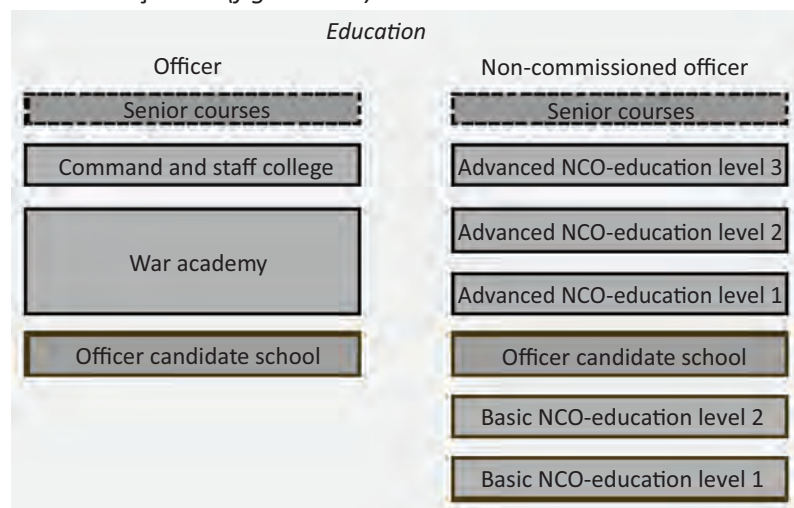 Education
Officer
Non-commissioned officer
Senior courses
Senior courses
Command and staff college
Advanced NCO-education level 3
War academy
Advanced NCO-education level 2
Advanced NCO-education level 1
Officer candidate school
Officer candidate school
Basic NCO-education level 2
Basic NCO-education level 1